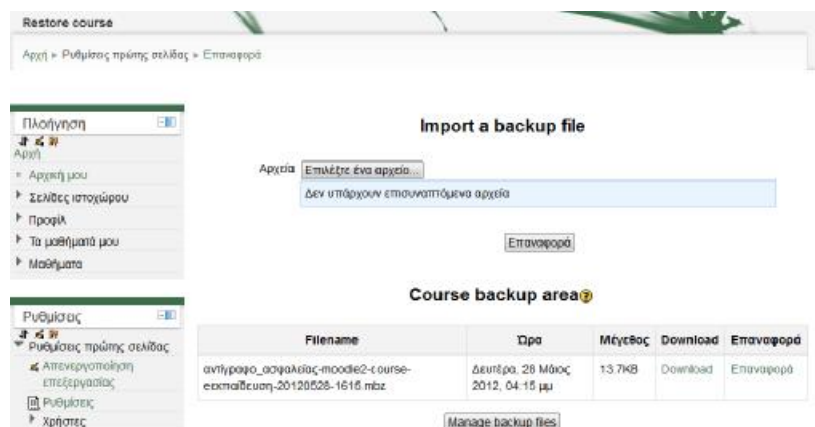 Restore course
Αρχή ► Ρυθμίσεις πρώτης σελίδας ► Επαναφορά
Πλοήγηση
Αρχή
Αρχική μου
Σελίδες ιστοχώρου
Προφίλ
Τα μαθήματά μου
Μαθήματα
Ρυθμίσεις
Ρυθμίσεις πρώτης σελίδας
Απενεργοποίηση
επεξεργασίας
Ρυθμίσεις
Χρήστες
Import a backup file
Αρχεία Επιλέξτε ένα αρχείο...
Δεν υπάρχουν επισυναπτόμενα αρχεία
Επαναφορά
Course backup area
Filename Ώρα Μέγεθος Download Επαναφορά
αντίγραφο_ασφαλείας-moodle2-course- Δευτέρα, 28 Μάιος 13.7KB Download Επαναφορά
εεκπαίδευση-20120528-1615.mbz 2012, 04:15 μμ
Manage backup files